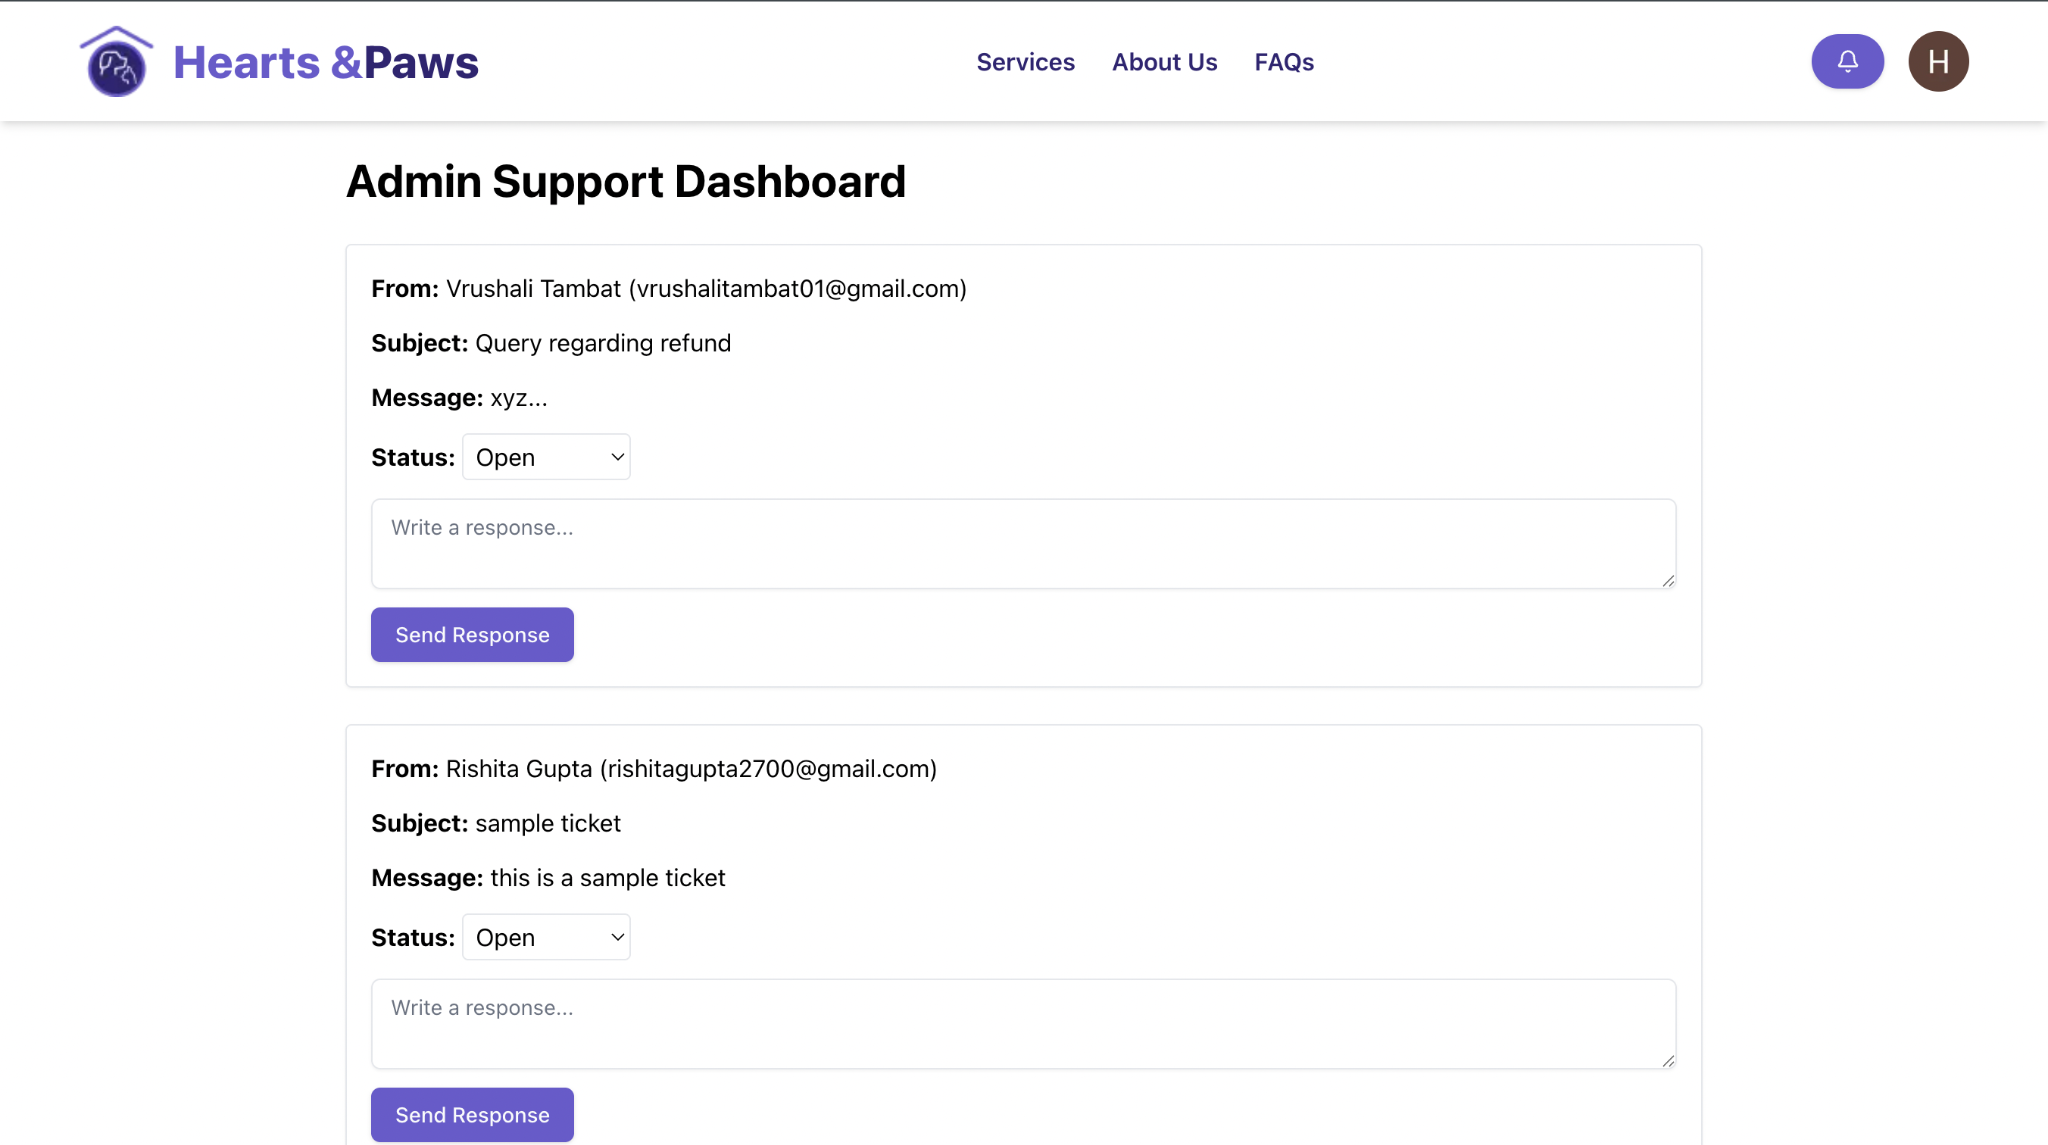 Hearts &Paws
Services About Us FAQs
H
Admin Support Dashboard
From: Vrushali Tambat (vrushalitambat01@gmail.com)
Subject: Query regarding refund
Message: xyz...
Status: Open
Write a response...
Send Response
From: Rishita Gupta (rishitagupta2700@gmail.com)
Subject: sample ticket
Message: this is a sample ticket
Status: Open
Write a response...
Send Response